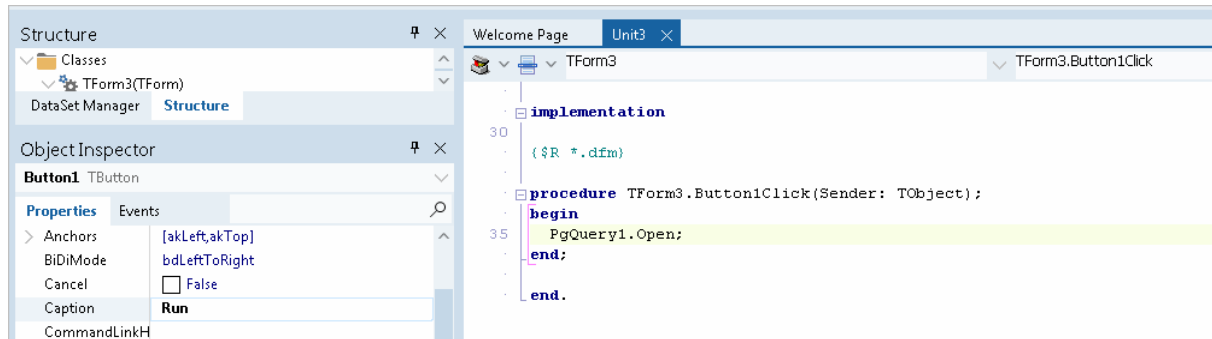 Structure
Classes
TForm3(TForm)
DataSet Manager Structure
Object Inspector
Button1 TButton
Properties Events
Anchors [akLeft,akTop]
BiDiMode bdLeftToRight
Cancel False
Caption Run
CommandLinkH
Welcome Page Unit3
TForm3 TForm3.Button1Click
implementation
30
{$R *.dfm}
procedure TForm3.Button1Click(Sender: TObject);
begin
35 PgQuery1.Open;
end;
end.